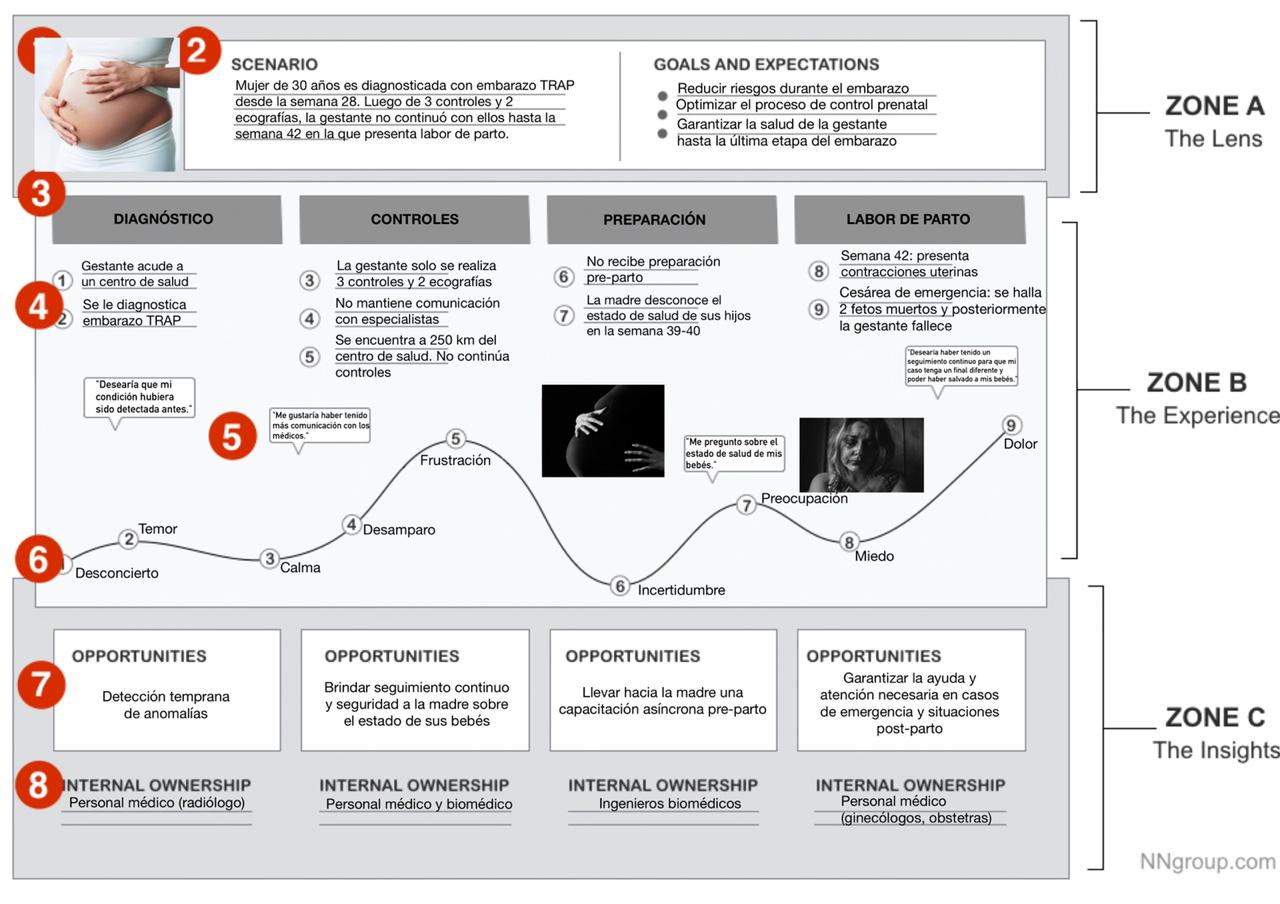 2
SCENARIO
Mujer de 30 años es diagnosticada con embarazo TRAP
desde la semana 28. Luego de 3 controles y 2
ecografías, la gestante no continuó con ellos hasta la
semana 42 en la que presenta labor de parto.
GOALS AND EXPECTATIONS
Reducir riesgos durante el embarazo
Optimizar el proceso de control prenatal
Garantizar la salud de la gestante
hasta la última etapa del embarazo
ZONE A
The Lens
3
DIAGNÓSTICO
CONTROLES
PREPARACIÓN
LABOR DE PARTO
4
1
Gestante acude a
un centro de salud
2
Se le diagnostica
embarazo TRAP
3
La gestante solo se realiza
3 controles y 2 ecografías
4
No mantiene comunicación
con especialistas
5
Se encuentra a 250 km del
centro de salud. No continúa
controles
6
No recibe preparación
pre-parto
7
La madre desconoce el
estado de salud de sus hijos
en la semana 39-40
8
Semana 42: presenta
contracciones uterinas
9
Cesárea de emergencia: se halla
2 fetos muertos y posteriormente
la gestante fallece
ZONE B
The Experience
5
"Desearía que mi
condición hubiera
sido detectada antes."
"Me gustaría haber tenido
más comunicación con los
médicos."
"Me pregunto sobre el
estado de salud de mis
bebés."
"Desearía haber tenido un
seguimiento continuo para que mi
caso tenga un final diferente y
poder haber salvado a mis bebés."
6
Desconcierto
2
Temor
3
Calma
4
Desamparo
5
Frustración
6
Incertidumbre
7
Preocupación
8
Miedo
9
Dolor
7
OPPORTUNITIES
Detección temprana
de anomalías
OPPORTUNITIES
Brindar seguimiento continuo
y seguridad a la madre sobre
el estado de sus bebés
OPPORTUNITIES
Llevar hacia la madre una
capacitación asíncrona pre-parto
OPPORTUNITIES
Garantizar la ayuda y
atención necesaria en casos
de emergencia y situaciones
post-parto
ZONE C
The Insights
8
INTERNAL OWNERSHIP
Personal médico (radiólogo)
INTERNAL OWNERSHIP
Personal médico y biomédico
INTERNAL OWNERSHIP
Ingenieros biomédicos
INTERNAL OWNERSHIP
Personal médico
(ginecólogos, obstetras)
NNgroup.com